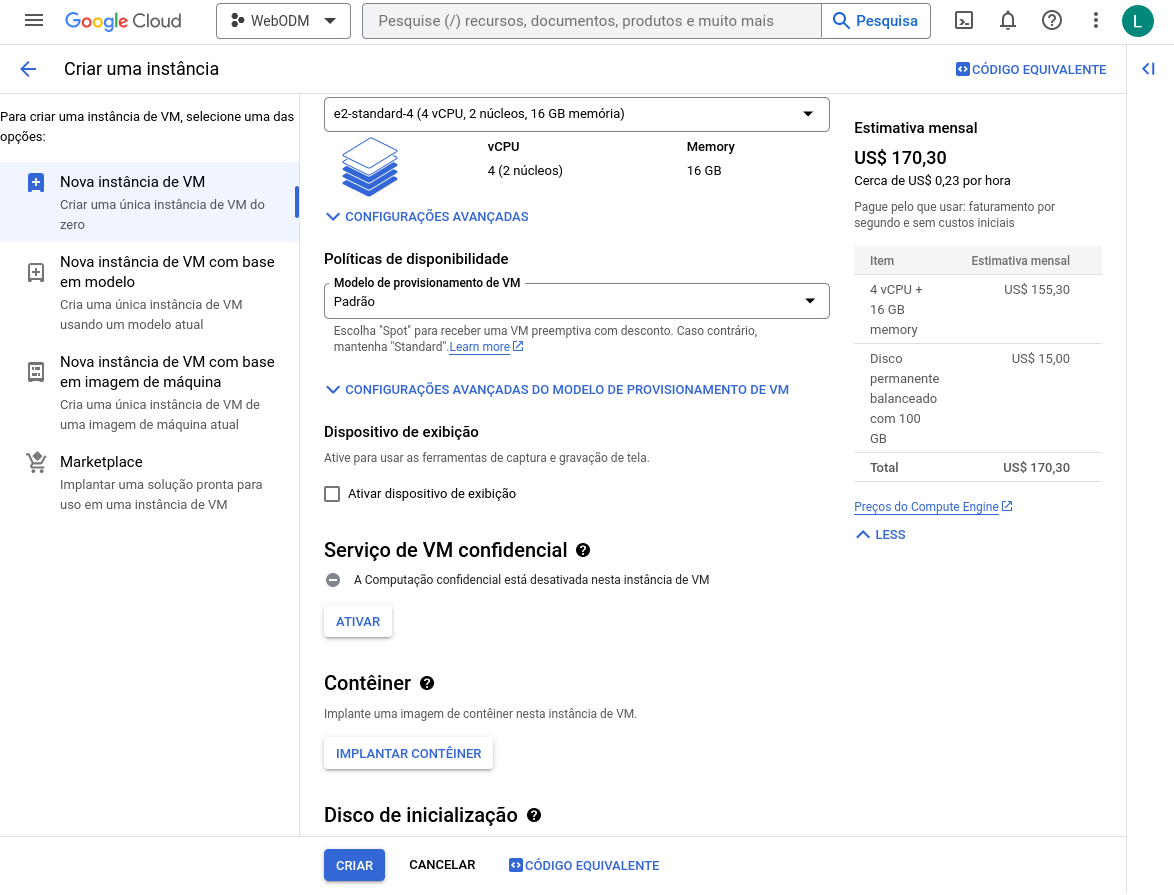 Google Cloud
WebODM
Pesquise (/) recursos, documentos, produtos e muito mais
Pesquisa
L
Criar uma instância
CÓDIGO EQUIVALENTE
Para criar uma instância de VM, selecione uma das
opções:
Nova instância de VM
Criar uma única instância de VM do
zero
Nova instância de VM com base
em modelo
Cria uma única instância de VM
usando um modelo atual
Nova instância de VM com base
em imagem de máquina
Cria uma única instância de VM de
uma imagem de máquina atual
Marketplace
Implantar uma solução pronta para
uso em uma instância de VM
e2-standard-4 (4 vCPU, 2 núcleos, 16 GB memória)
vCPU
Memory
4 (2 núcleos)
16 GB
CONFIGURAÇÕES AVANÇADAS
Políticas de disponibilidade
Modelo de provisionamento de VM
Padrão
Escolha "Spot" para receber uma VM preemptiva com desconto. Caso contrário,
mantenha "Standard".Learn more
CONFIGURAÇÕES AVANÇADAS DO MODELO DE PROVISIONAMENTO DE VM
Dispositivo de exibição
Ative para usar as ferramentas de captura e gravação de tela.
Ativar dispositivo de exibição
Serviço de VM confidencial
A Computação confidencial está desativada nesta instância de VM
ATIVAR
Contêiner
Implante uma imagem de contêiner nesta instância de VM.
IMPLANTAR CONTÊINER
Disco de inicialização
Estimativa mensal
US$ 170,30
Cerca de US$ 0,23 por hora
Pague pelo que usar: faturamento por
segundo e sem custos iniciais
Item
Estimativa mensal
4 vCPU +
US$ 155,30
16 GB
memory
Disco
US$ 15,00
permanente
balanceado
com 100
GB
Total
US$ 170,30
Preços do Compute Engine
LESS
CRIAR
CANCELAR
CÓDIGO EQUIVALENTE